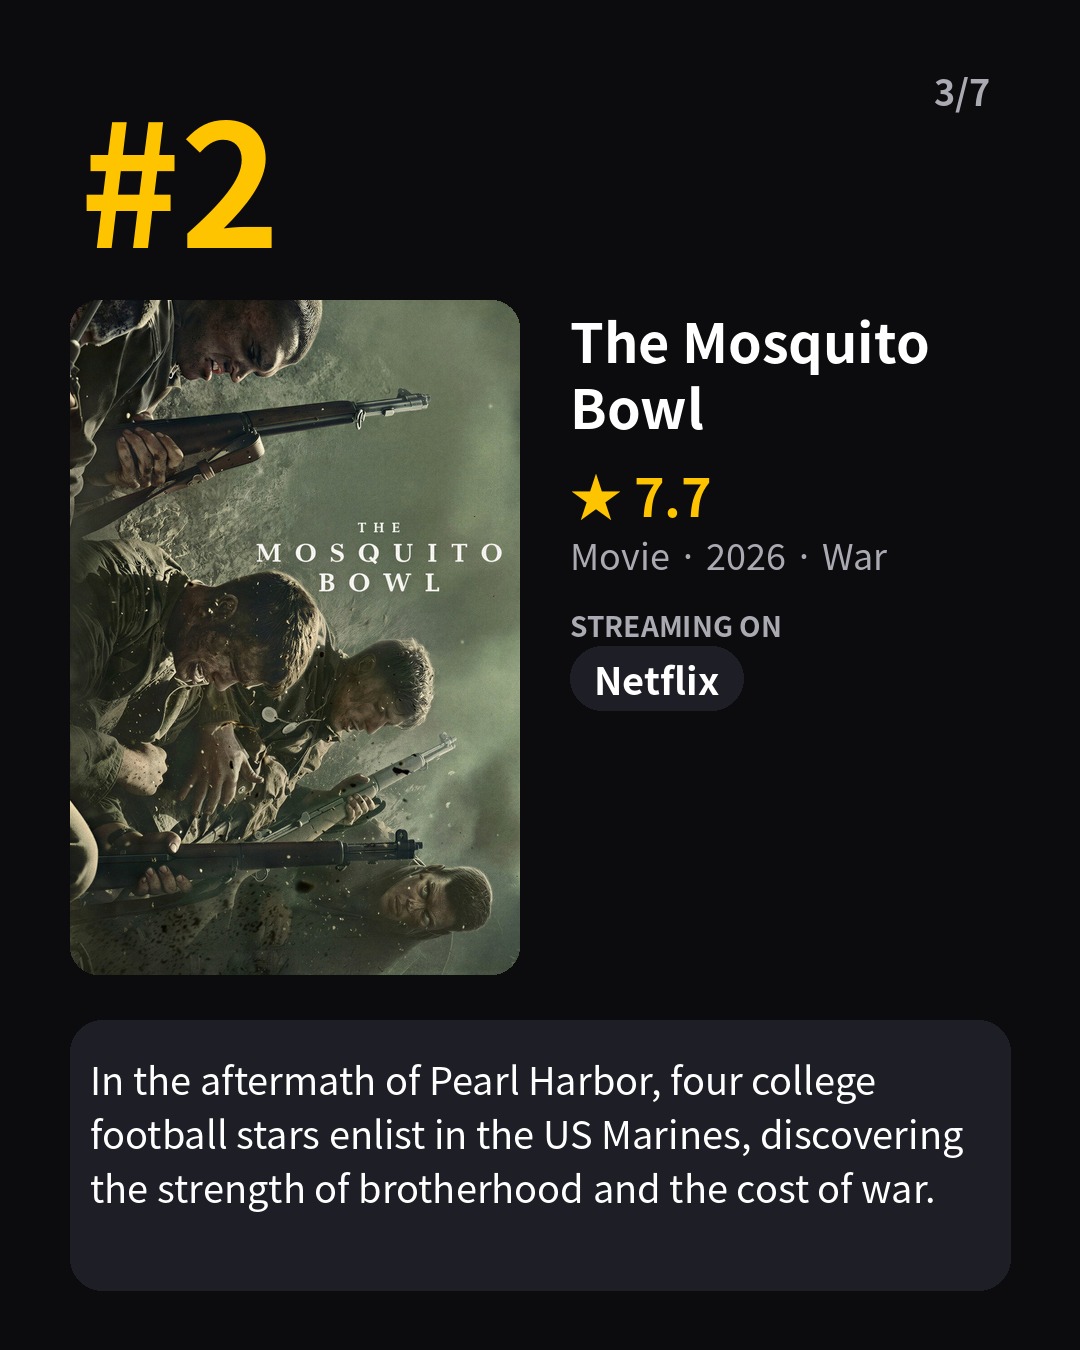 3/7
#2
THE
MOSQUITO
BOWL
The Mosquito
Bowl
★ 7.7
Movie · 2026 · War
STREAMING ON
Netflix
In the aftermath of Pearl Harbor, four college
football stars enlist in the US Marines, discovering
the strength of brotherhood and the cost of war.